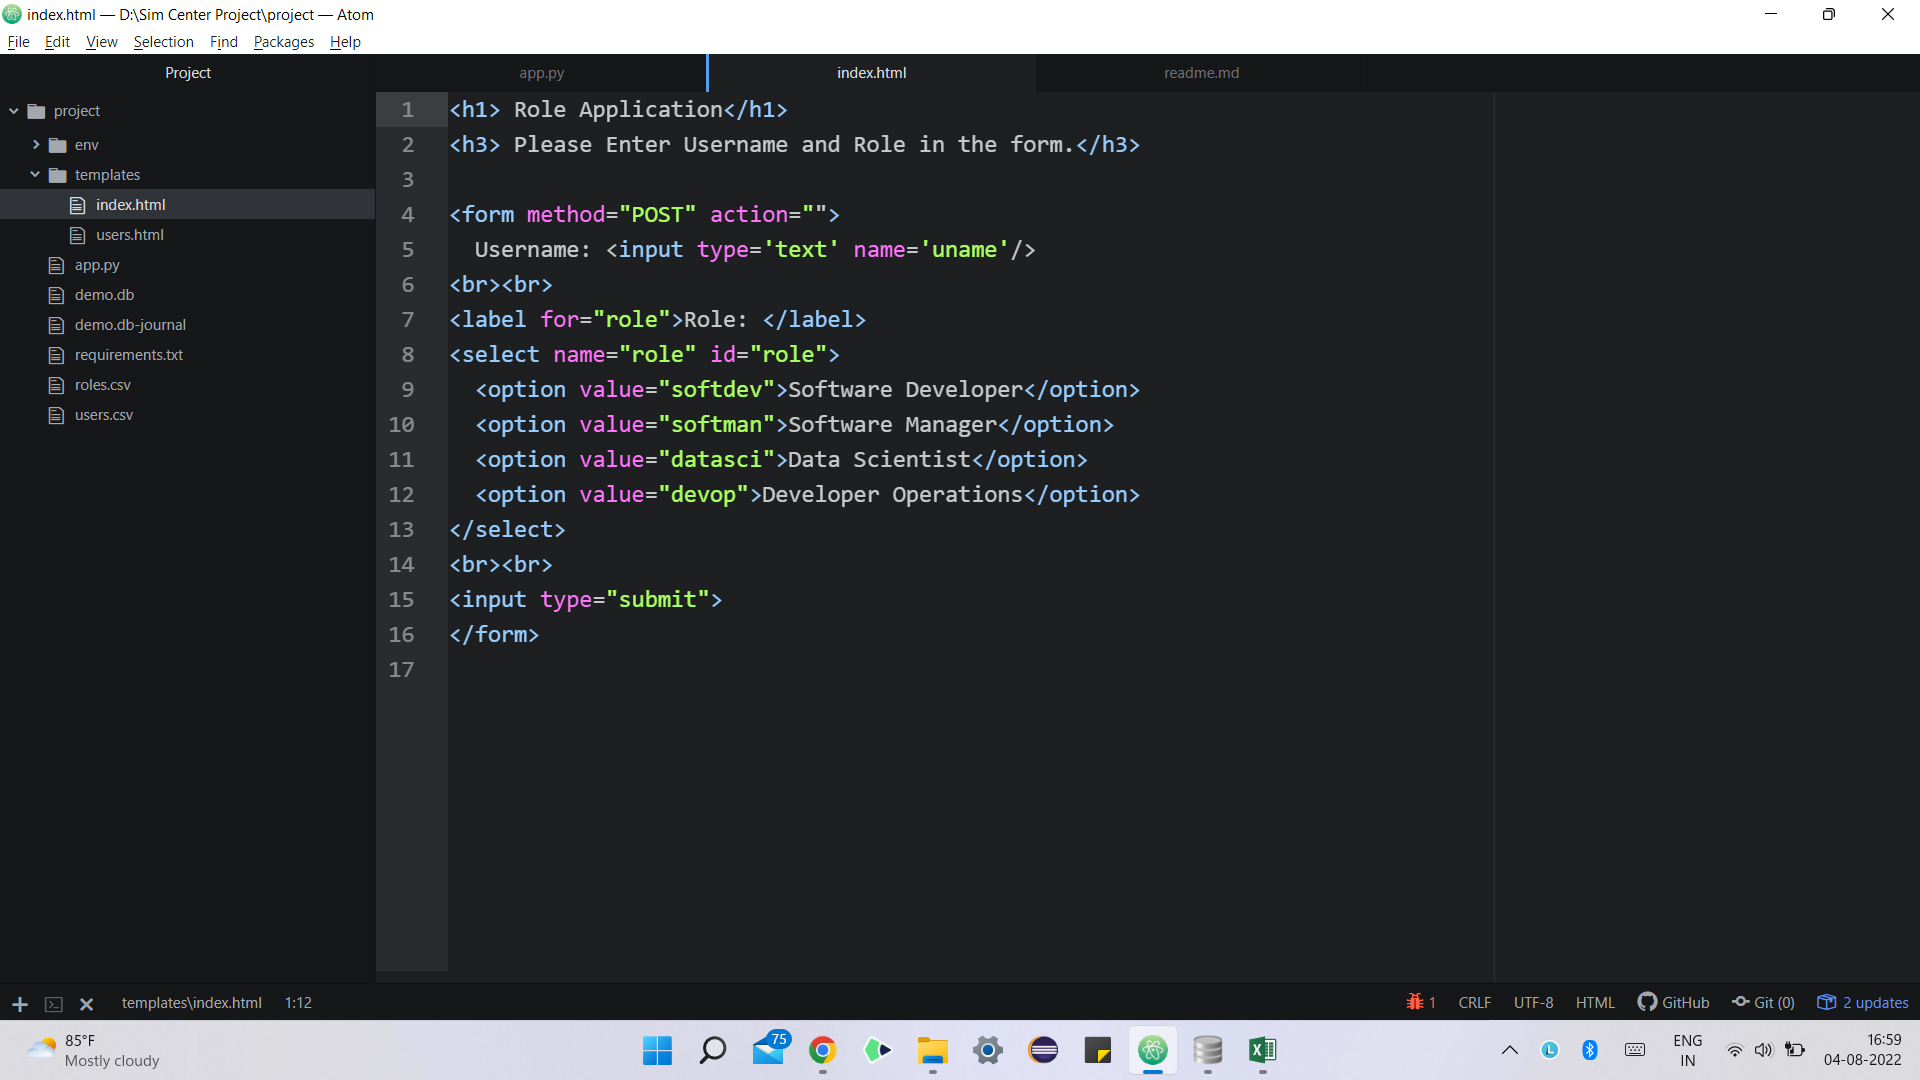 index.html — D:\Sim Center Project\project — Atom
File Edit View Selection Find Packages Help
Project
app.py
index.html
readme.md
project
env
templates
index.html
users.html
app.py
demo.db
demo.db-journal
requirements.txt
roles.csv
users.csv
1 <h1> Role Application</h1>
2 <h3> Please Enter Username and Role in the form.</h3>
3
4 <form method="POST" action="">
5   Username: <input type='text' name='uname'/>
6 <br><br>
7 <label for="role">Role: </label>
8 <select name="role" id="role">
9   <option value="softdev">Software Developer</option>
10   <option value="softman">Software Manager</option>
11   <option value="datasci">Data Scientist</option>
12   <option value="devop">Developer Operations</option>
13 </select>
14 <br><br>
15 <input type="submit">
16 </form>
17
templates\index.html 1:12
1 CRLF UTF-8 HTML GitHub Git (0) 2 updates
85°F
Mostly cloudy
75
L
ENG
IN
16:59
04-08-2022